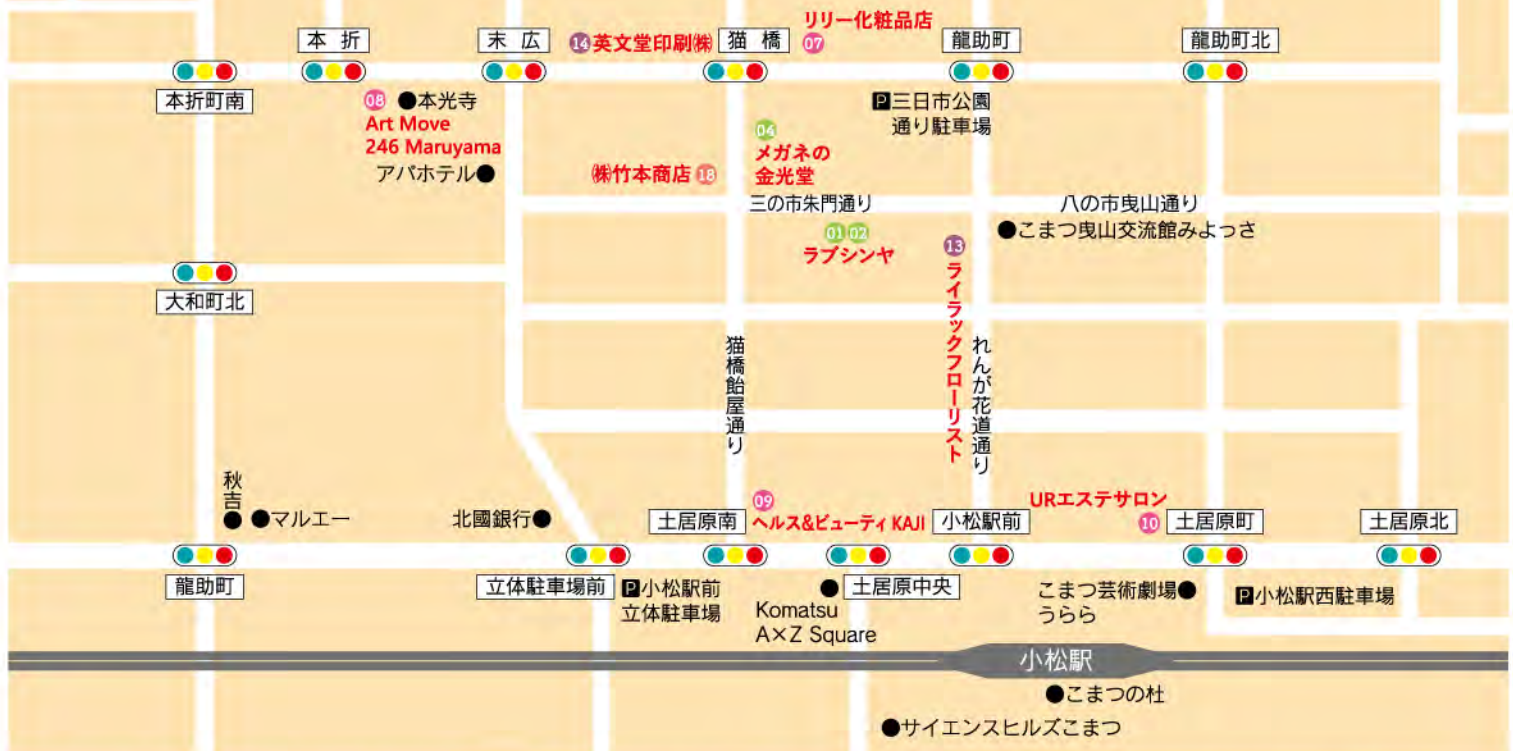 リリー化粧品店
07
本折
末広
14 英文堂印刷㈱
猫橋
龍助町
龍助町北
本折町南
08 ●本光寺
Art Move
246 Maruyama
アパホテル●
P三日市公園
通り駐車場
04
メガネの
金光堂
㈱竹本商店 18
三の市朱門通り
八の市曳山通り
●こまつ曳山交流館みよっさ
01 02
ラブシンヤ
13
ライラックフローリスト
大和町北
猫橋飴屋通り
れんが花道通り
秋吉
●
●マルエー
北國銀行●
土居原南
09
ヘルス&ビューティ KAJI
小松駅前
URエステサロン
10
土居原町
土居原北
龍助町
立体駐車場前
P小松駅前
立体駐車場
●
Komatsu
A×Z Square
土居原中央
こまつ芸術劇場●
うらら
P小松駅西駐車場
小松駅
●こまつの杜
●サイエンスヒルズこまつ